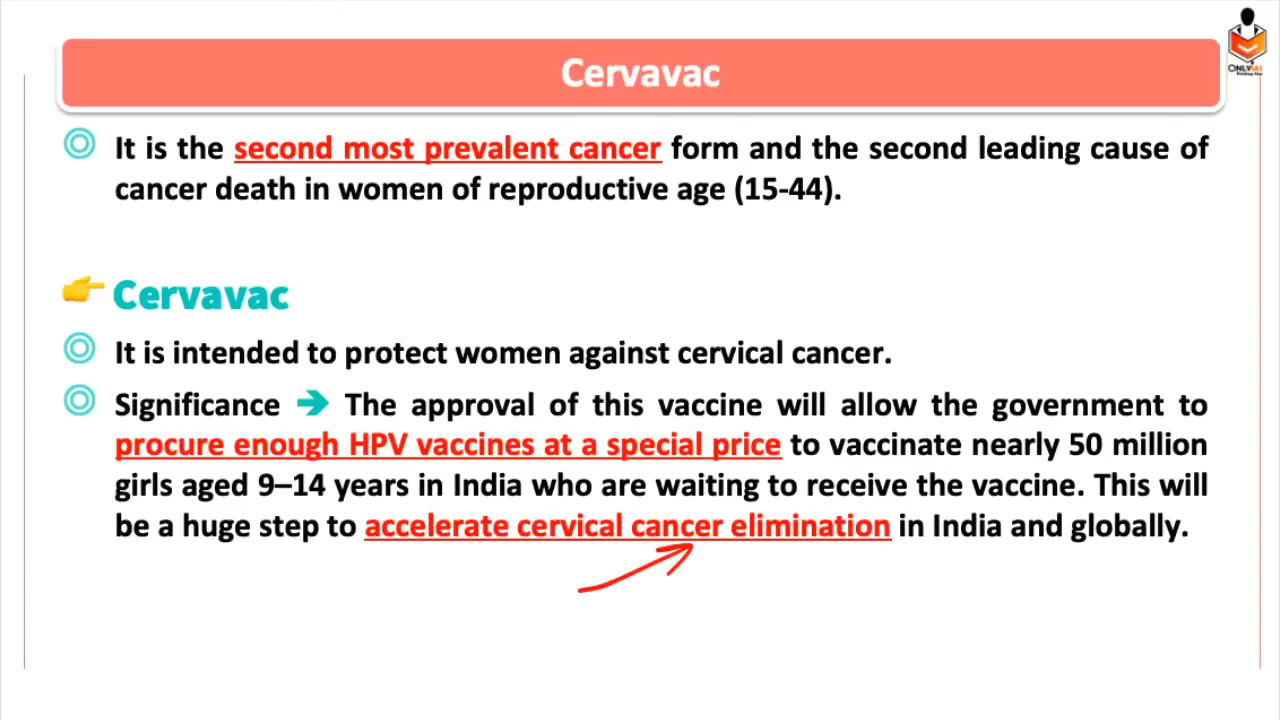 Cervavac
ONLYIAS
It is the second most prevalent cancer form and the second leading cause of
cancer death in women of reproductive age (15-44).
Cervavac
It is intended to protect women against cervical cancer.
Significance ➔ The approval of this vaccine will allow the government to
procure enough HPV vaccines at a special price to vaccinate nearly 50 million
girls aged 9–14 years in India who are waiting to receive the vaccine. This will
be a huge step to accelerate cervical cancer elimination in India and globally.